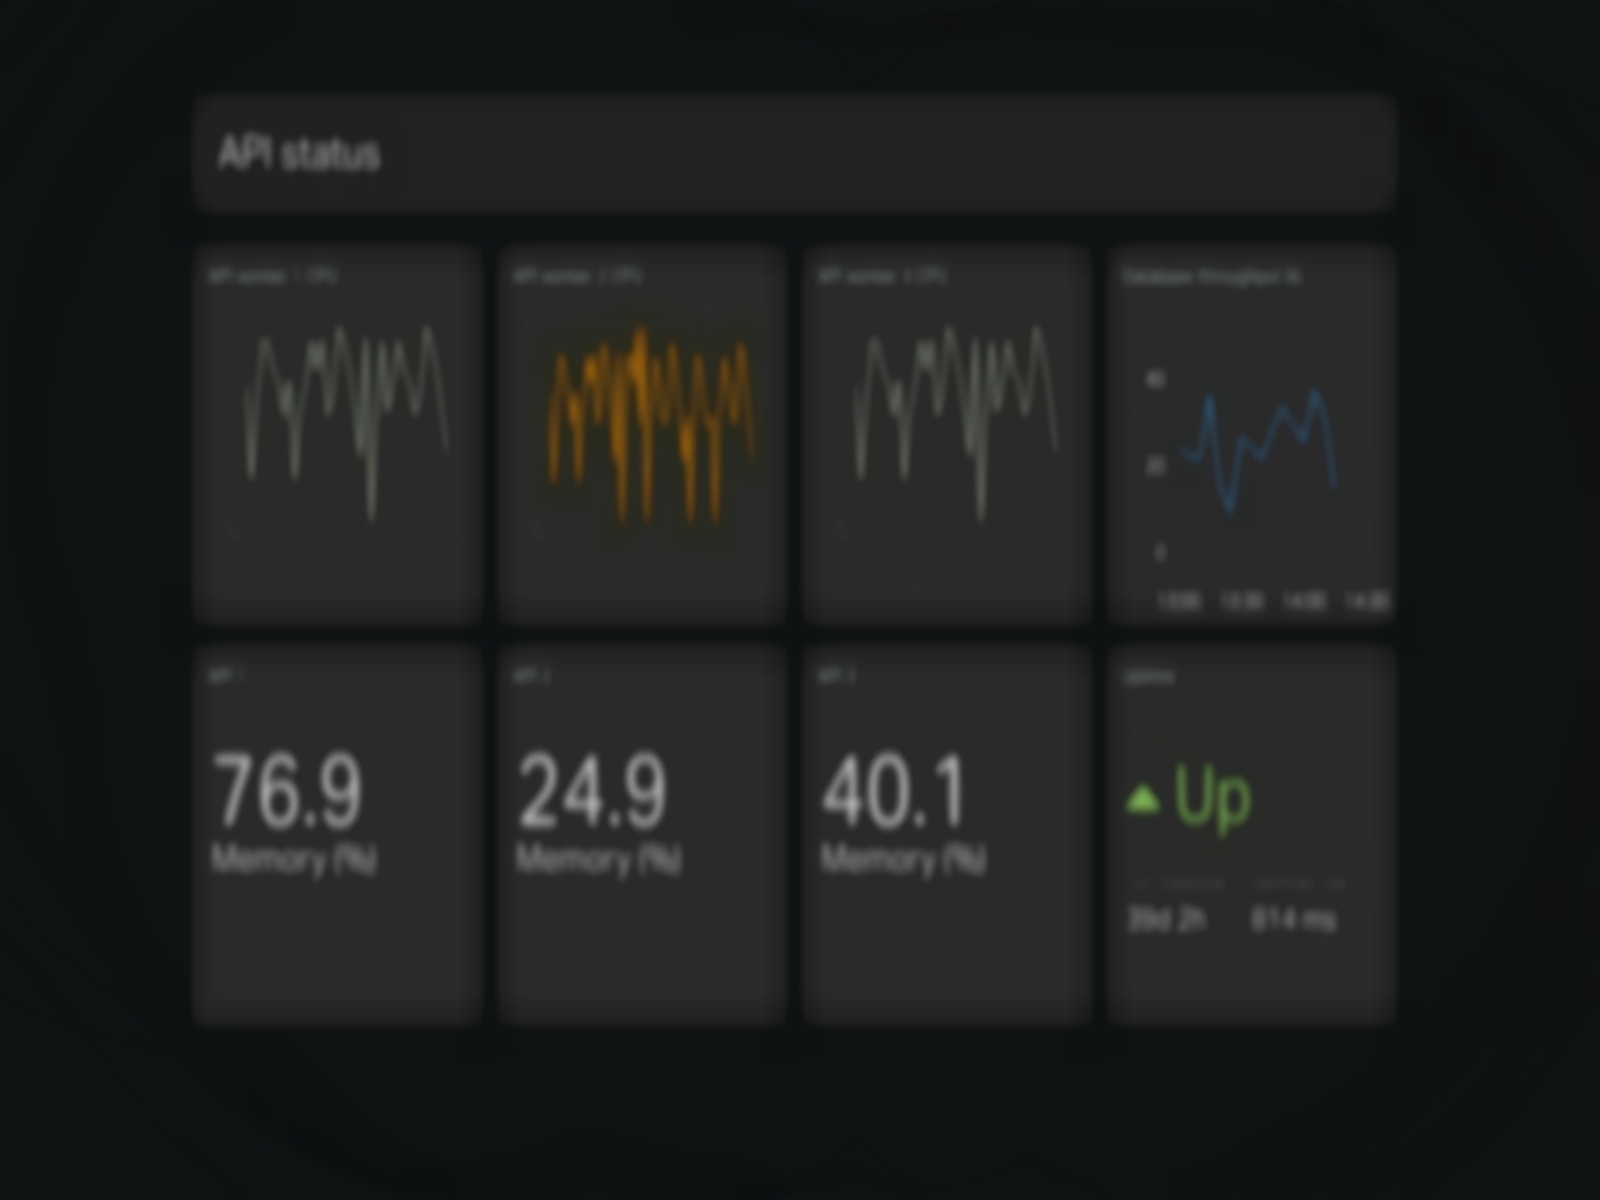 API status
API worker 1 CPU
API worker 2 CPU
API worker 3 CPU
Database throughput
40
20
0
13:00 13:30 14:00 14:30
API 1
API 2
API 3
Uptime
76.9
Memory (%)
24.9
Memory (%)
40.1
Memory (%)
Up
39d 2h
814 ms